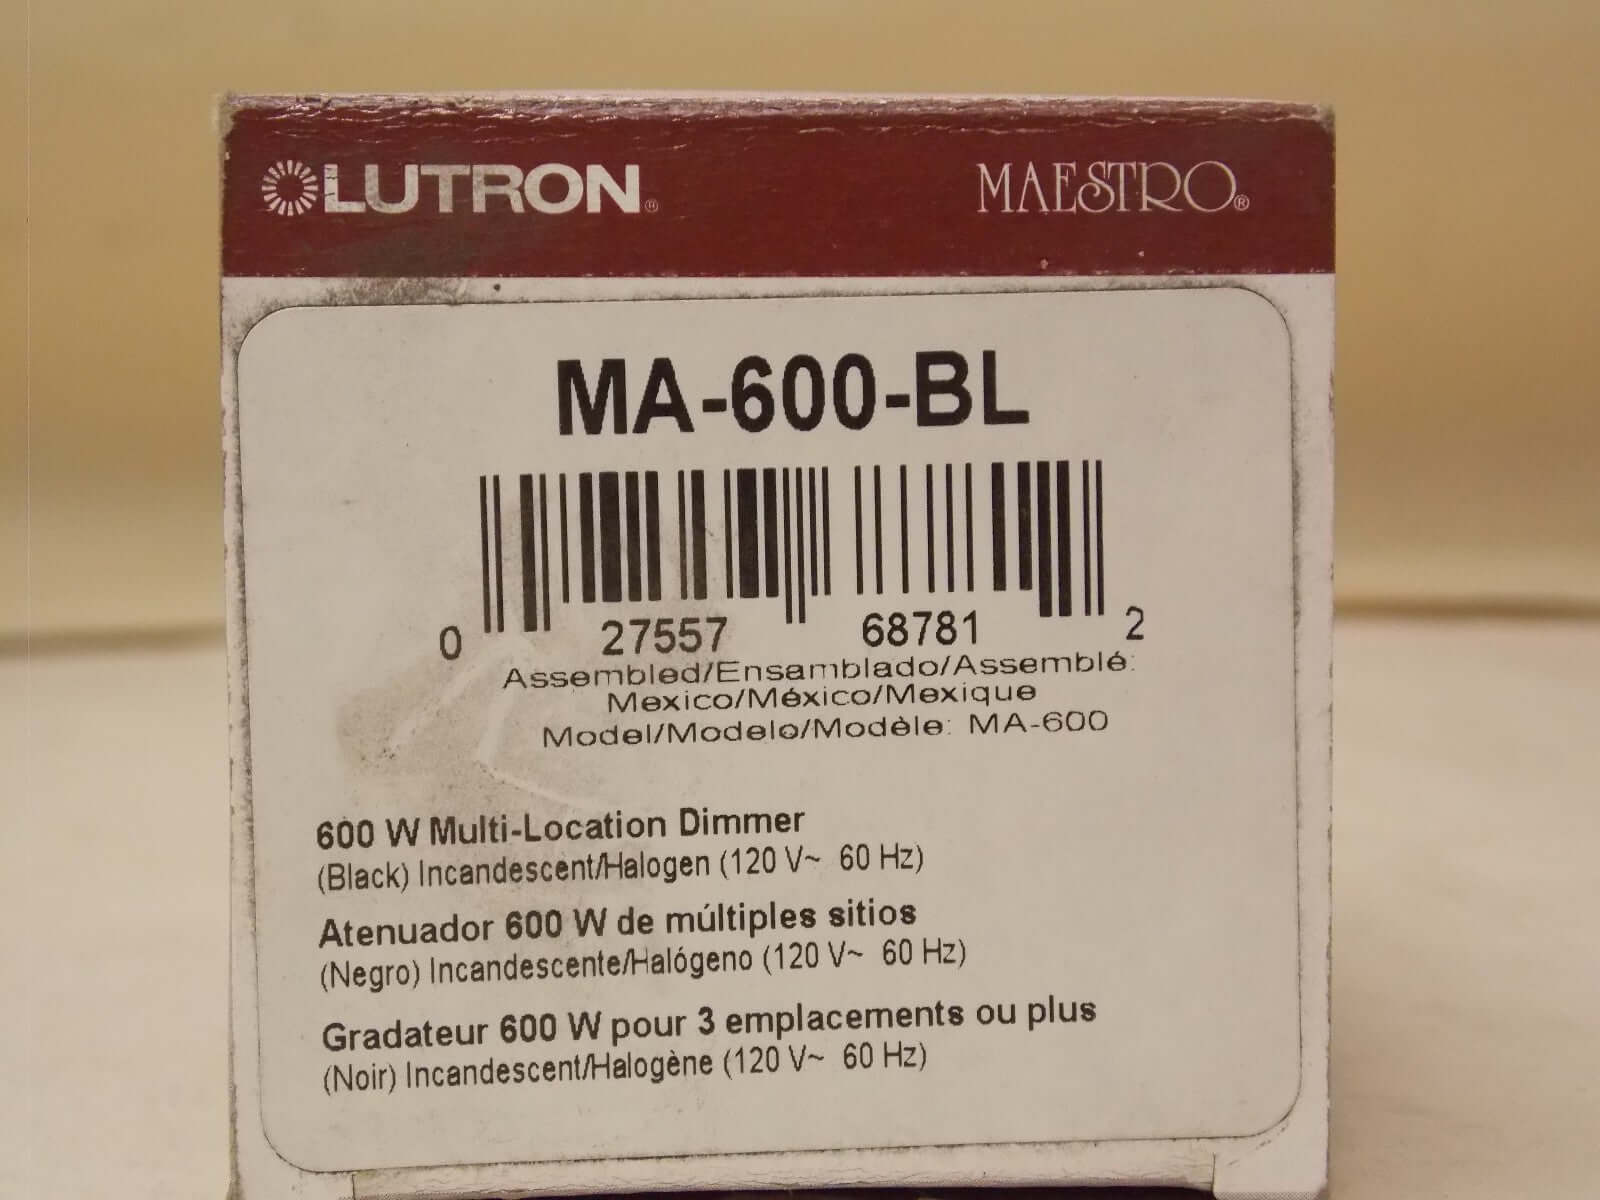 LUTRON® MAESTRO®
MA-600-BL
0 27557 68781 2
Assembled/Ensamblado/Assemblé:
Mexico/México/Mexique
Model/Modelo/Modèle: MA-600
600 W Multi-Location Dimmer
(Black) Incandescent/Halogen (120 V~ 60 Hz)
Atenuador 600 W de múltiples sitios
(Negro) Incandescente/Halógeno (120 V~ 60 Hz)
Gradateur 600 W pour 3 emplacements ou plus
(Noir) Incandescent/Halogène (120 V~ 60 Hz)